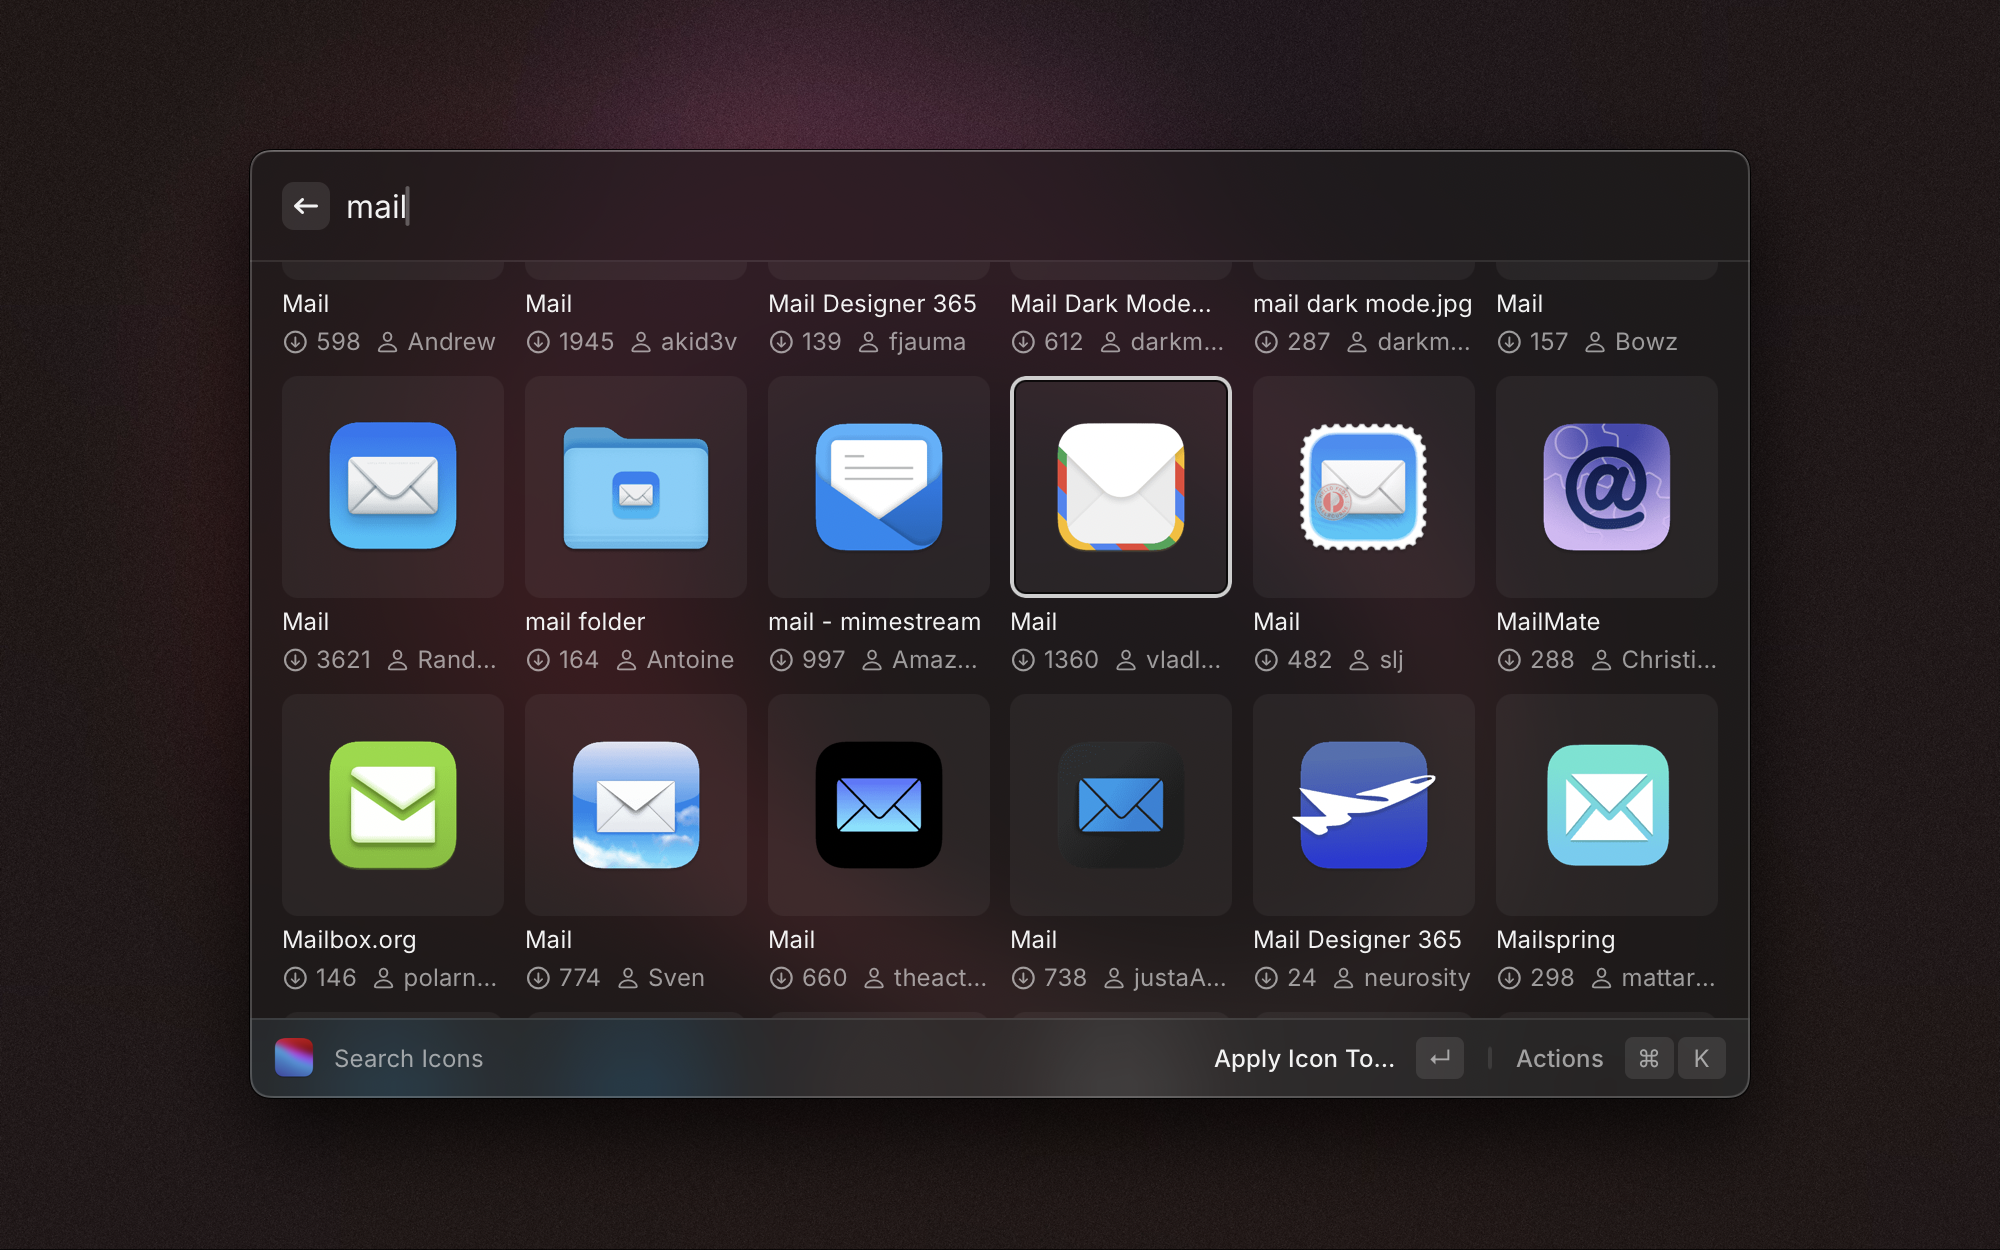 mail
Mail Mail Mail Designer 365 Mail Dark Mode... mail dark mode.jpg Mail
598 Andrew 1945 akid3v 139 fjauma 612 darkm... 287 darkm... 157 Bowz
Mail mail folder mail - mimestream Mail Mail MailMate
3621 Rand... 164 Antoine 997 Amaz... 1360 vladl... 482 slj 288 Christi...
Mailbox.org Mail Mail Mail Mail Designer 365 Mailspring
146 polarn... 774 Sven 660 theact... 738 justaA... 24 neurosity 298 mattar...
Search Icons Apply Icon To... Actions ⌘ K